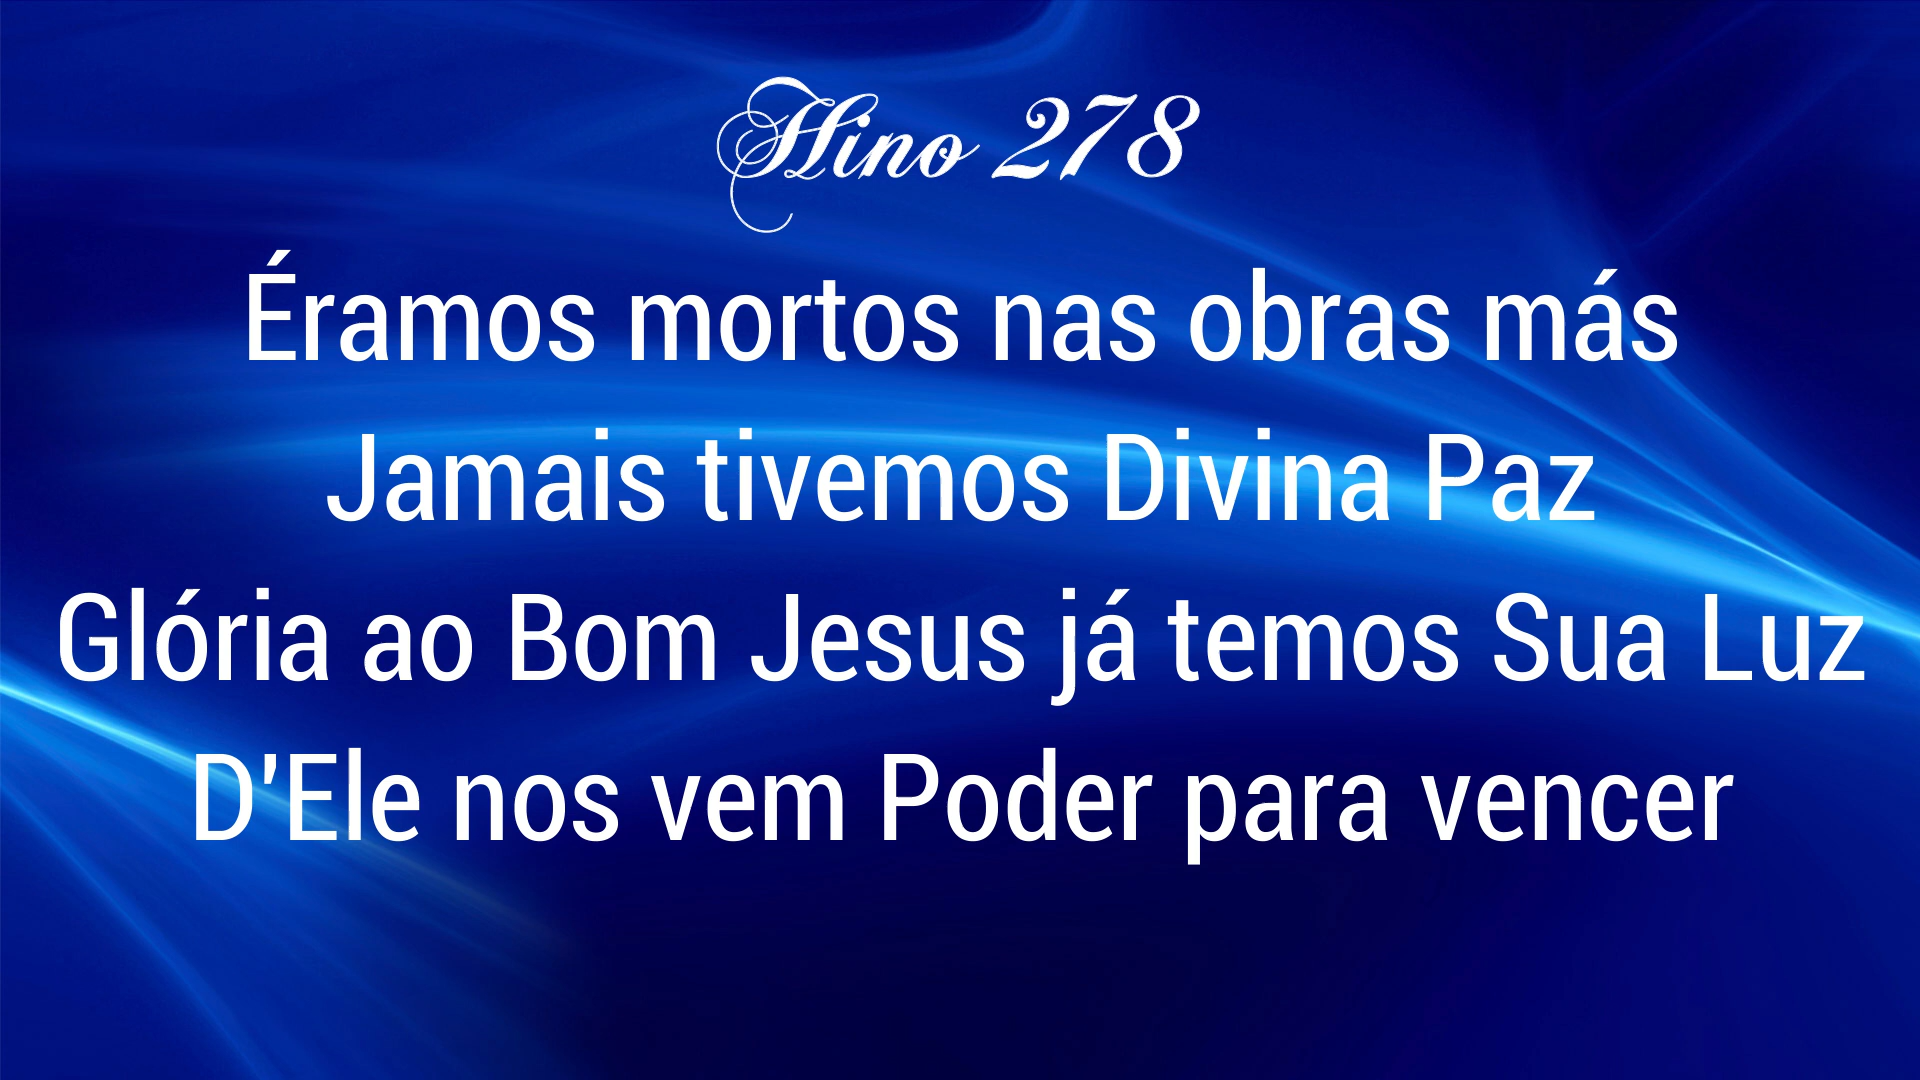 Hino 278
Éramos mortos nas obras más
Jamais tivemos Divina Paz
Glória ao Bom Jesus já temos Sua Luz
D'Ele nos vem Poder para vencer